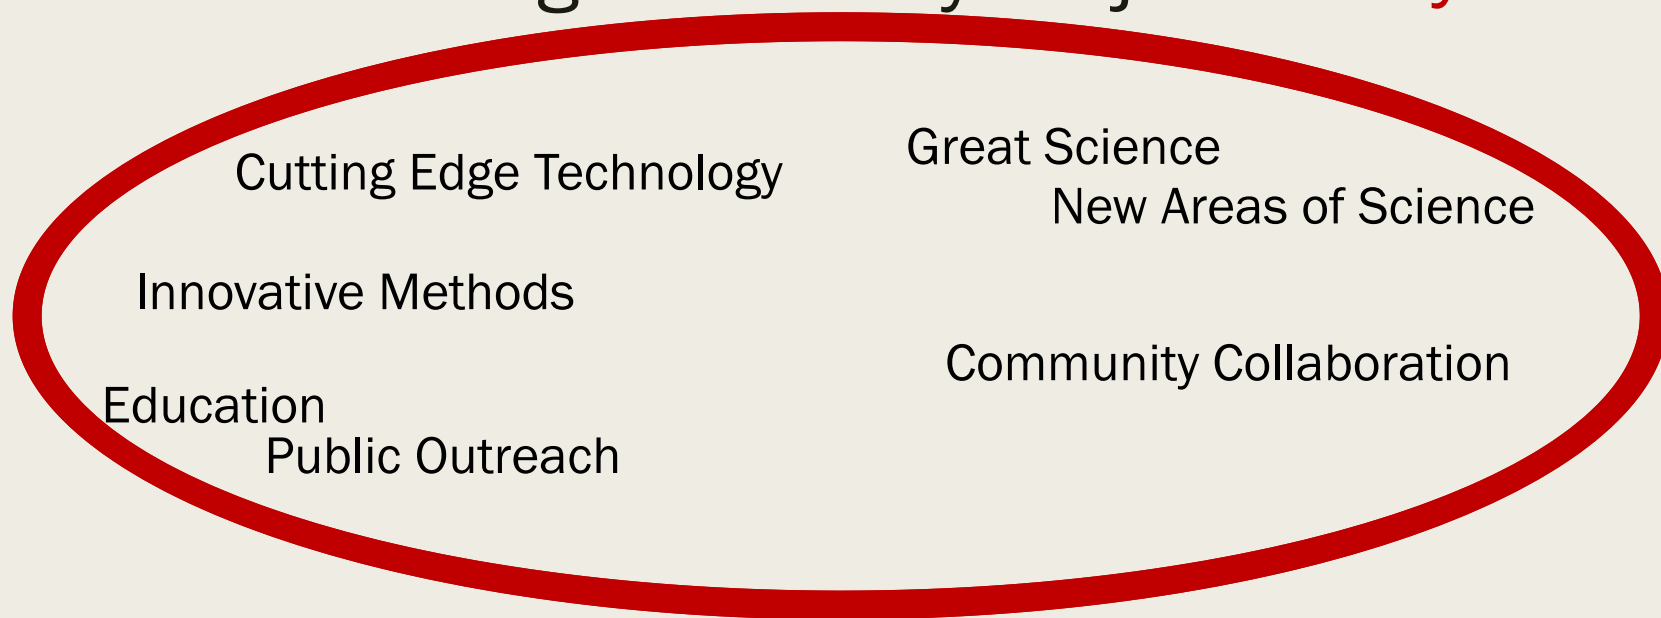 Cutting Edge Technology
Great Science
New Areas of Science
Innovative Methods
Community Collaboration
Education
Public Outreach